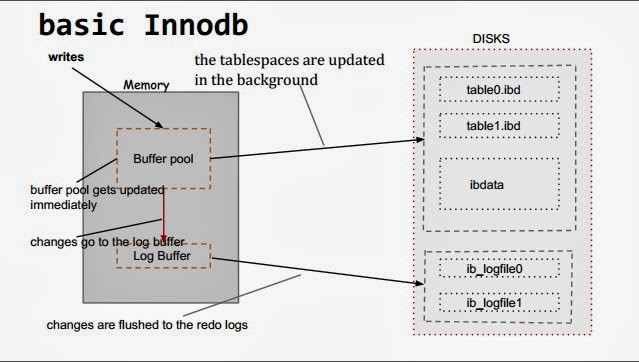 basic Innodb
writes
the tablespaces are updated
in the background
DISKS
Memory
table0.ibd
table1.ibd
Buffer pool
ibdata
buffer pool gets updated
immediately
changes go to the log buffer
Log Buffer
ib_logfile0
ib_logfile1
changes are flushed to the redo logs